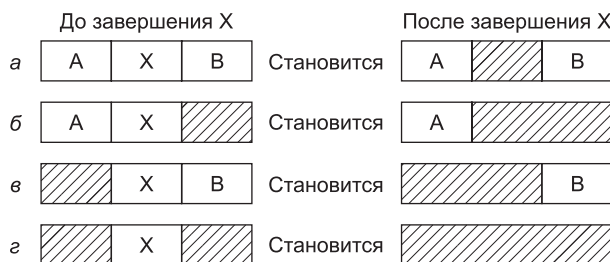 До завершения X После завершения X
а A X B Становится A B
б A X Становится A
в X B Становится B
г X Становится